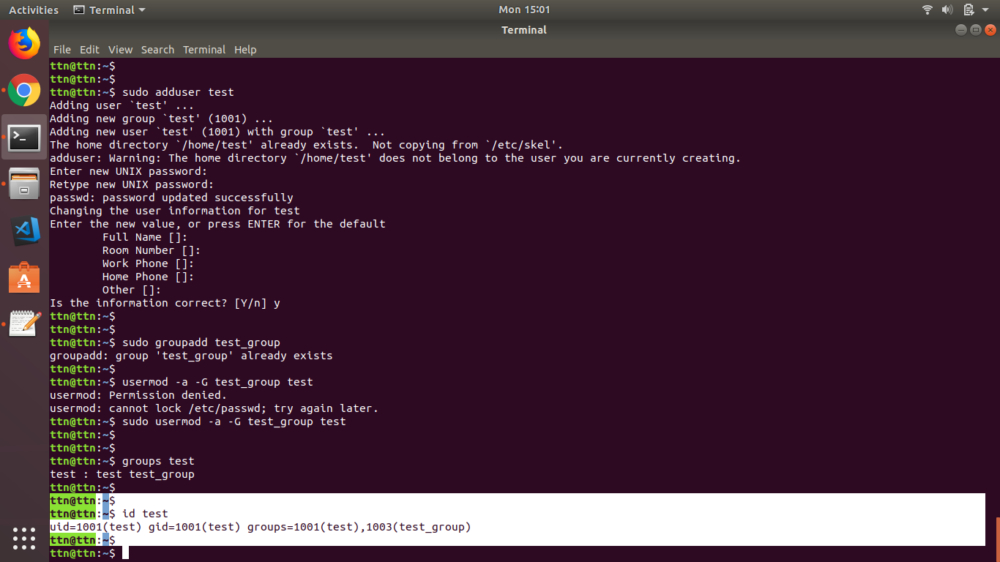 Activities Terminal Mon 15:01
Terminal
File Edit View Search Terminal Help
ttn@ttn:~$
ttn@ttn:~$
ttn@ttn:~$ sudo adduser test
Adding user `test' ...
Adding new group `test' (1001) ...
Adding new user `test' (1001) with group `test' ...
The home directory `/home/test' already exists.  Not copying from `/etc/skel'.
adduser: Warning: The home directory `/home/test' does not belong to the user you are currently creating.
Enter new UNIX password:
Retype new UNIX password:
passwd: password updated successfully
Changing the user information for test
Enter the new value, or press ENTER for the default
        Full Name []:
        Room Number []:
        Work Phone []:
        Home Phone []:
        Other []:
Is the information correct? [Y/n] y
ttn@ttn:~$
ttn@ttn:~$
ttn@ttn:~$ sudo groupadd test_group
groupadd: group 'test_group' already exists
ttn@ttn:~$
ttn@ttn:~$ usermod -a -G test_group test
usermod: Permission denied.
usermod: cannot lock /etc/passwd; try again later.
ttn@ttn:~$ sudo usermod -a -G test_group test
ttn@ttn:~$
ttn@ttn:~$
ttn@ttn:~$ groups test
test : test test_group
ttn@ttn:~$
ttn@ttn:~$
ttn@ttn:~$ id test
uid=1001(test) gid=1001(test) groups=1001(test),1003(test_group)
ttn@ttn:~$
ttn@ttn:~$